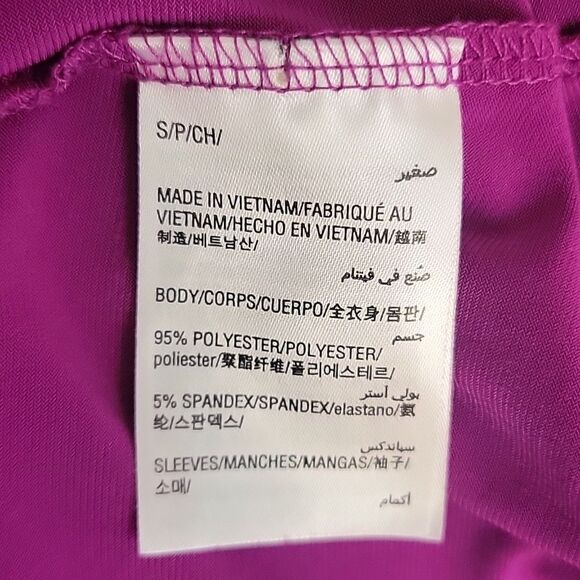 S/P/CH/
صغير
MADE IN VIETNAM/FABRIQUÉ AU
VIETNAM/HECHO EN VIETNAM/越南
制造/베트남산/
صُنع في فيتنام
BODY/CORPS/CUERPO/全衣身/몸판/
جسم
95% POLYESTER/POLYESTER/
poliester/聚酯纤维/폴리에스테르/
بولي أستر
5% SPANDEX/SPANDEX/elastano/氨
纶/스판덱스/
سباندكس
SLEEVES/MANCHES/MANGAS/袖子/
소매/
أكمام